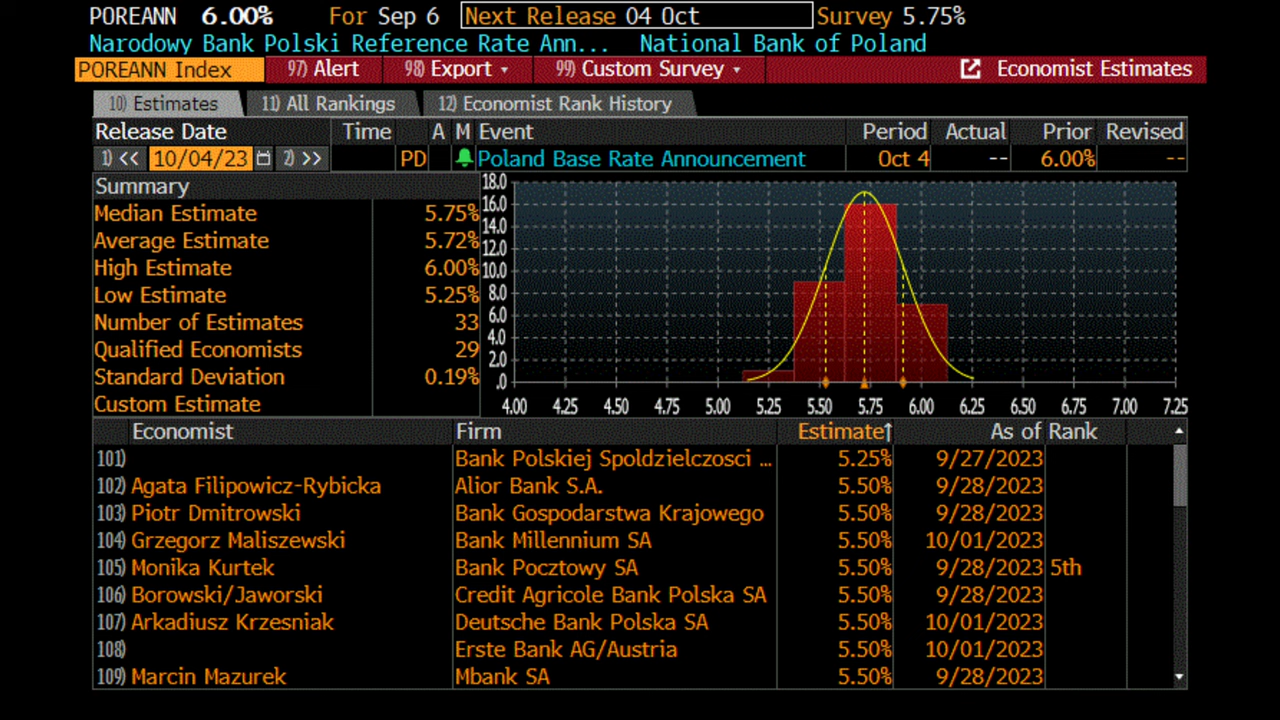 POREANN 6.00% For Sep 6 Next Release 04 Oct Survey 5.75%
Narodowy Bank Polski Reference Rate Ann... National Bank of Poland
POREANN Index 97) Alert 98) Export 99) Custom Survey Economist Estimates
10) Estimates 11) All Rankings 12) Economist Rank History
Release Date Time A M Event Period Actual Prior Revised
1) << 10/04/23 2) >> PD Poland Base Rate Announcement Oct 4 -- 6.00% --
Summary
Median Estimate 5.75%
Average Estimate 5.72%
High Estimate 6.00%
Low Estimate 5.25%
Number of Estimates 33
Qualified Economists 29
Standard Deviation 0.19%
Custom Estimate
18.0
16.0
14.0
12.0
10.0
8.0
6.0
4.0
2.0
.0
4.00 4.25 4.50 4.75 5.00 5.25 5.50 5.75 6.00 6.25 6.50 6.75 7.00 7.25
Economist Firm Estimate↑ As of Rank
101) Bank Polskiej Spoldzielczosci ... 5.25% 9/27/2023
102) Agata Filipowicz-Rybicka Alior Bank S.A. 5.50% 9/28/2023
103) Piotr Dmitrowski Bank Gospodarstwa Krajowego 5.50% 9/28/2023
104) Grzegorz Maliszewski Bank Millennium SA 5.50% 10/01/2023
105) Monika Kurtek Bank Pocztowy SA 5.50% 9/28/2023 5th
106) Borowski/Jaworski Credit Agricole Bank Polska SA 5.50% 9/28/2023
107) Arkadiusz Krzesniak Deutsche Bank Polska SA 5.50% 10/01/2023
108) Erste Bank AG/Austria 5.50% 10/01/2023
109) Marcin Mazurek Mbank SA 5.50% 9/28/2023